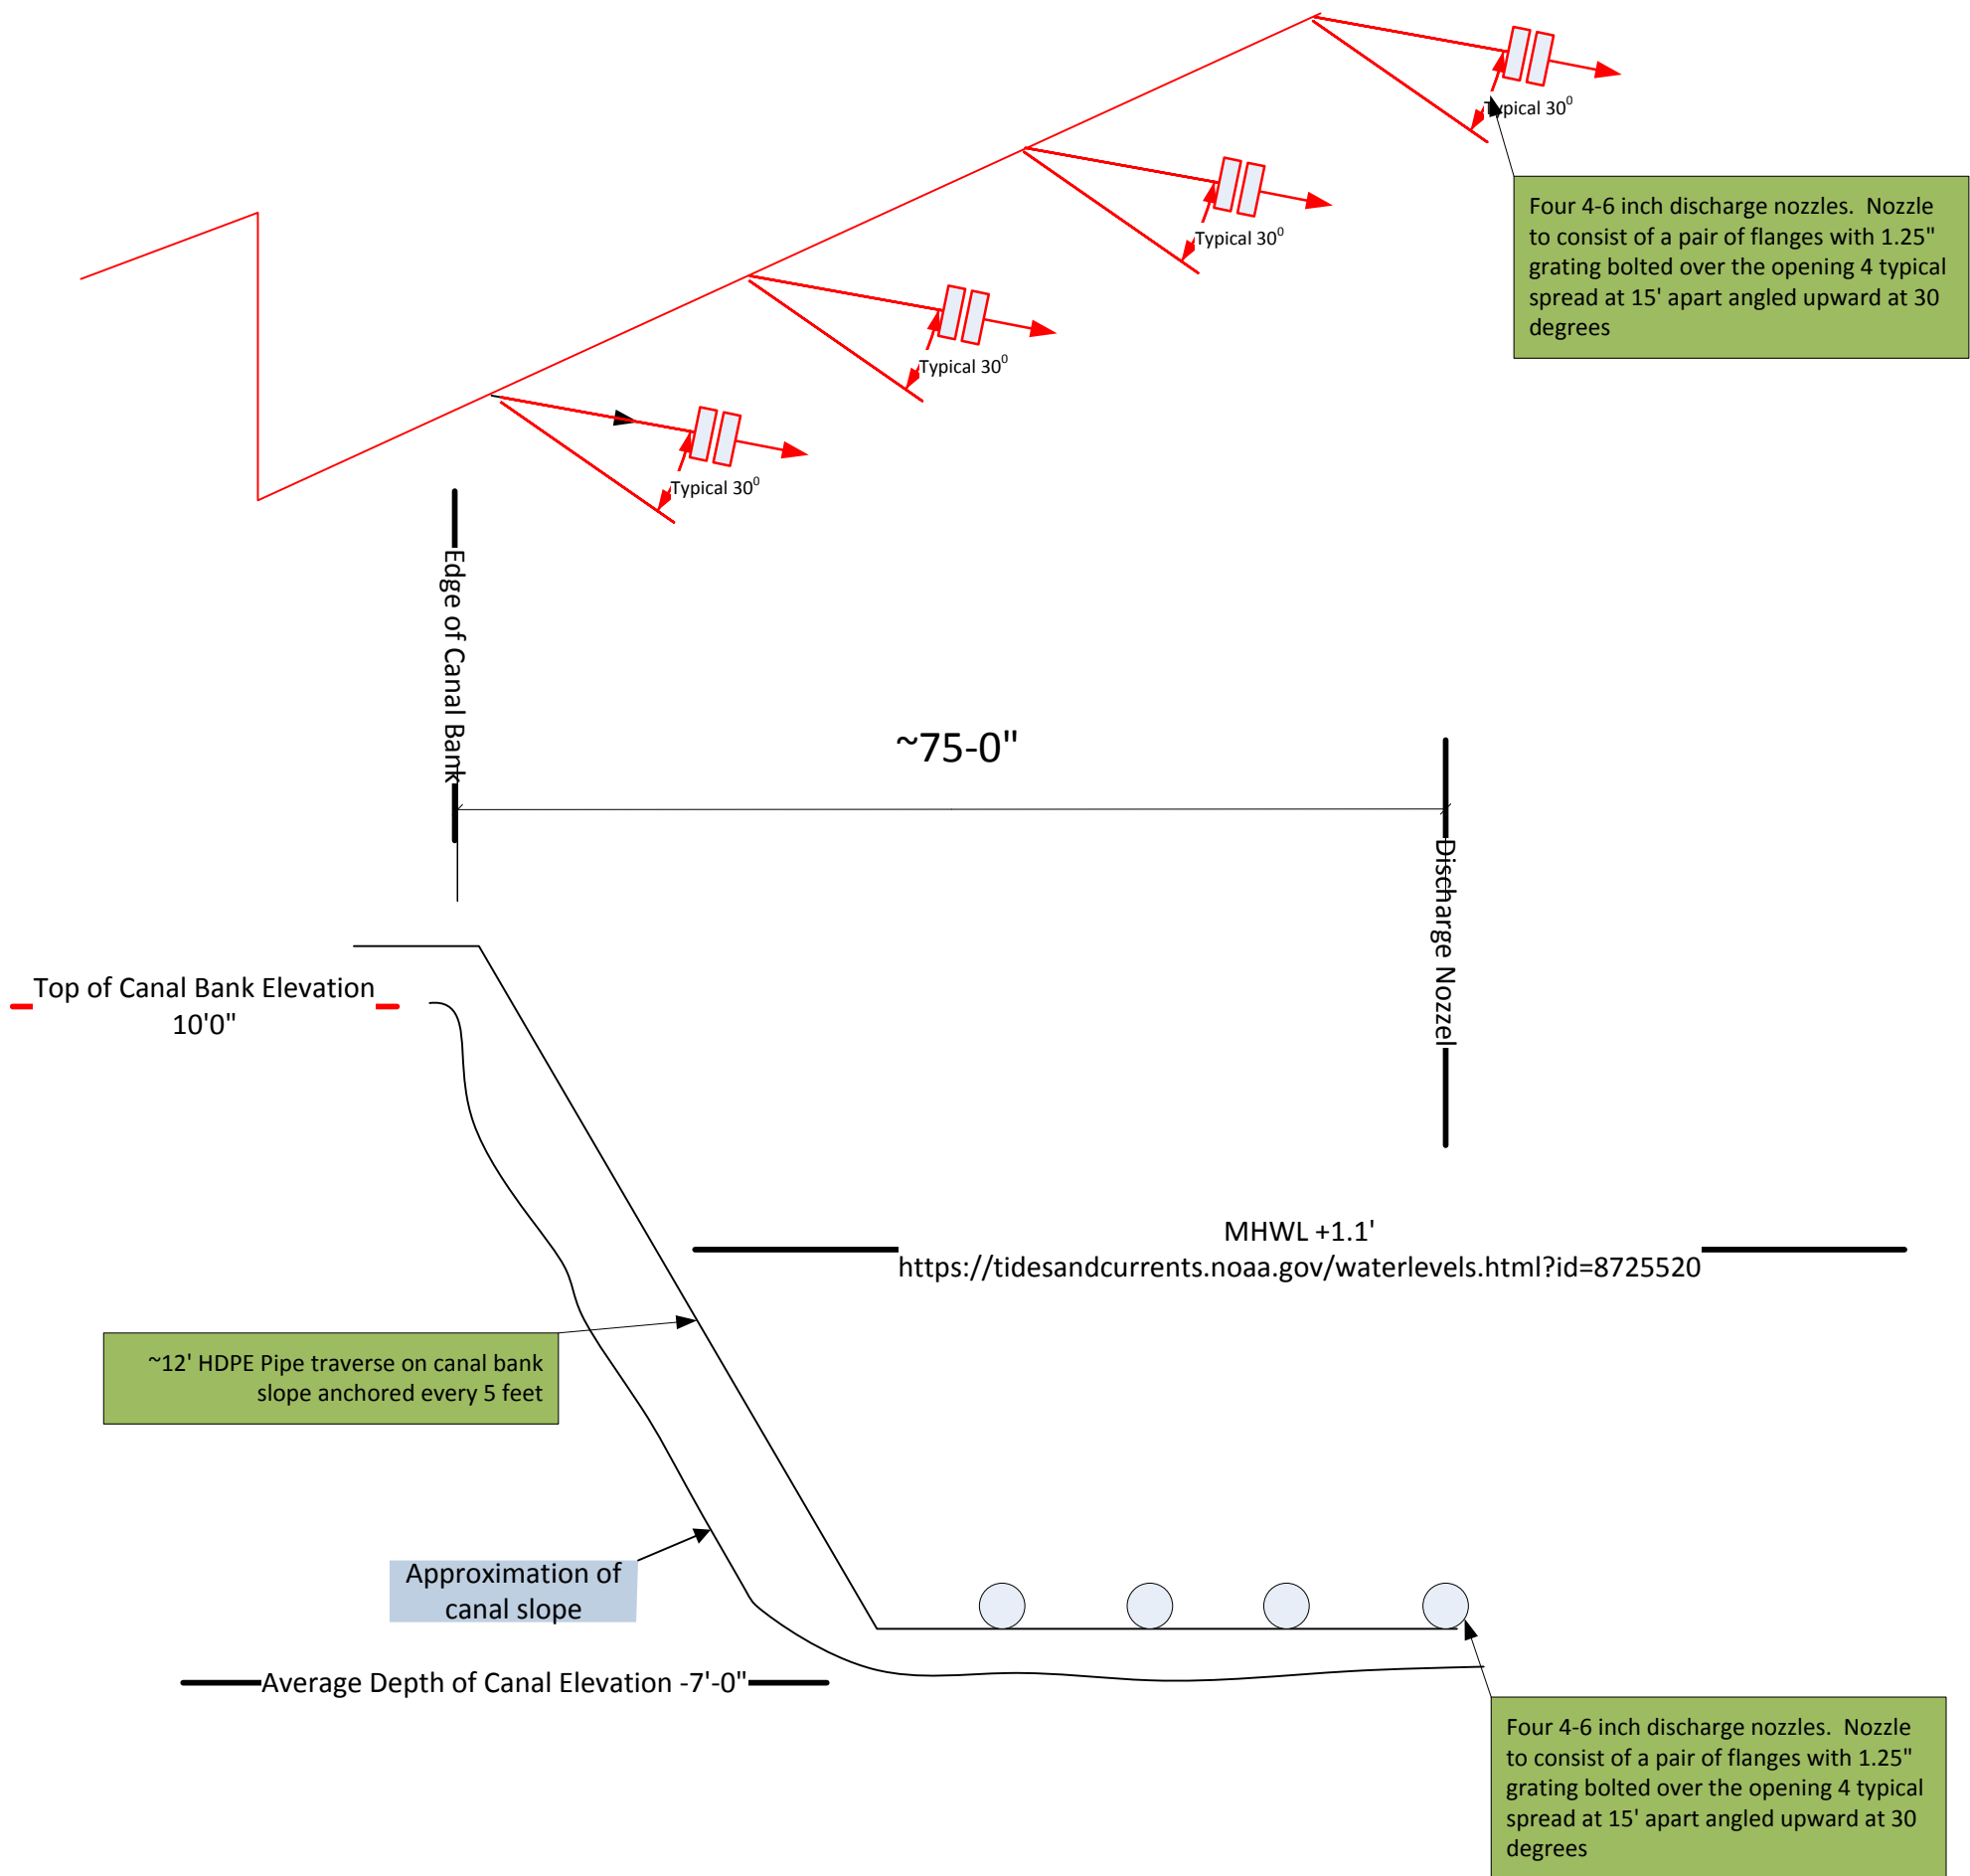 Typical 30⁰
Four 4-6 inch discharge nozzles. Nozzle
to consist of a pair of flanges with 1.25"
grating bolted over the opening 4 typical
spread at 15' apart angled upward at 30
degrees
Typical 30⁰
Typical 30⁰
Typical 30⁰
Edge of Canal Bank
~75-0"
Discharge Nozzel
Top of Canal Bank Elevation
10'0"
MHWL +1.1'
https://tidesandcurrents.noaa.gov/waterlevels.html?id=8725520
~12' HDPE Pipe traverse on canal bank
slope anchored every 5 feet
Approximation of
canal slope
Average Depth of Canal Elevation -7'-0"
Four 4-6 inch discharge nozzles. Nozzle
to consist of a pair of flanges with 1.25"
grating bolted over the opening 4 typical
spread at 15' apart angled upward at 30
degrees